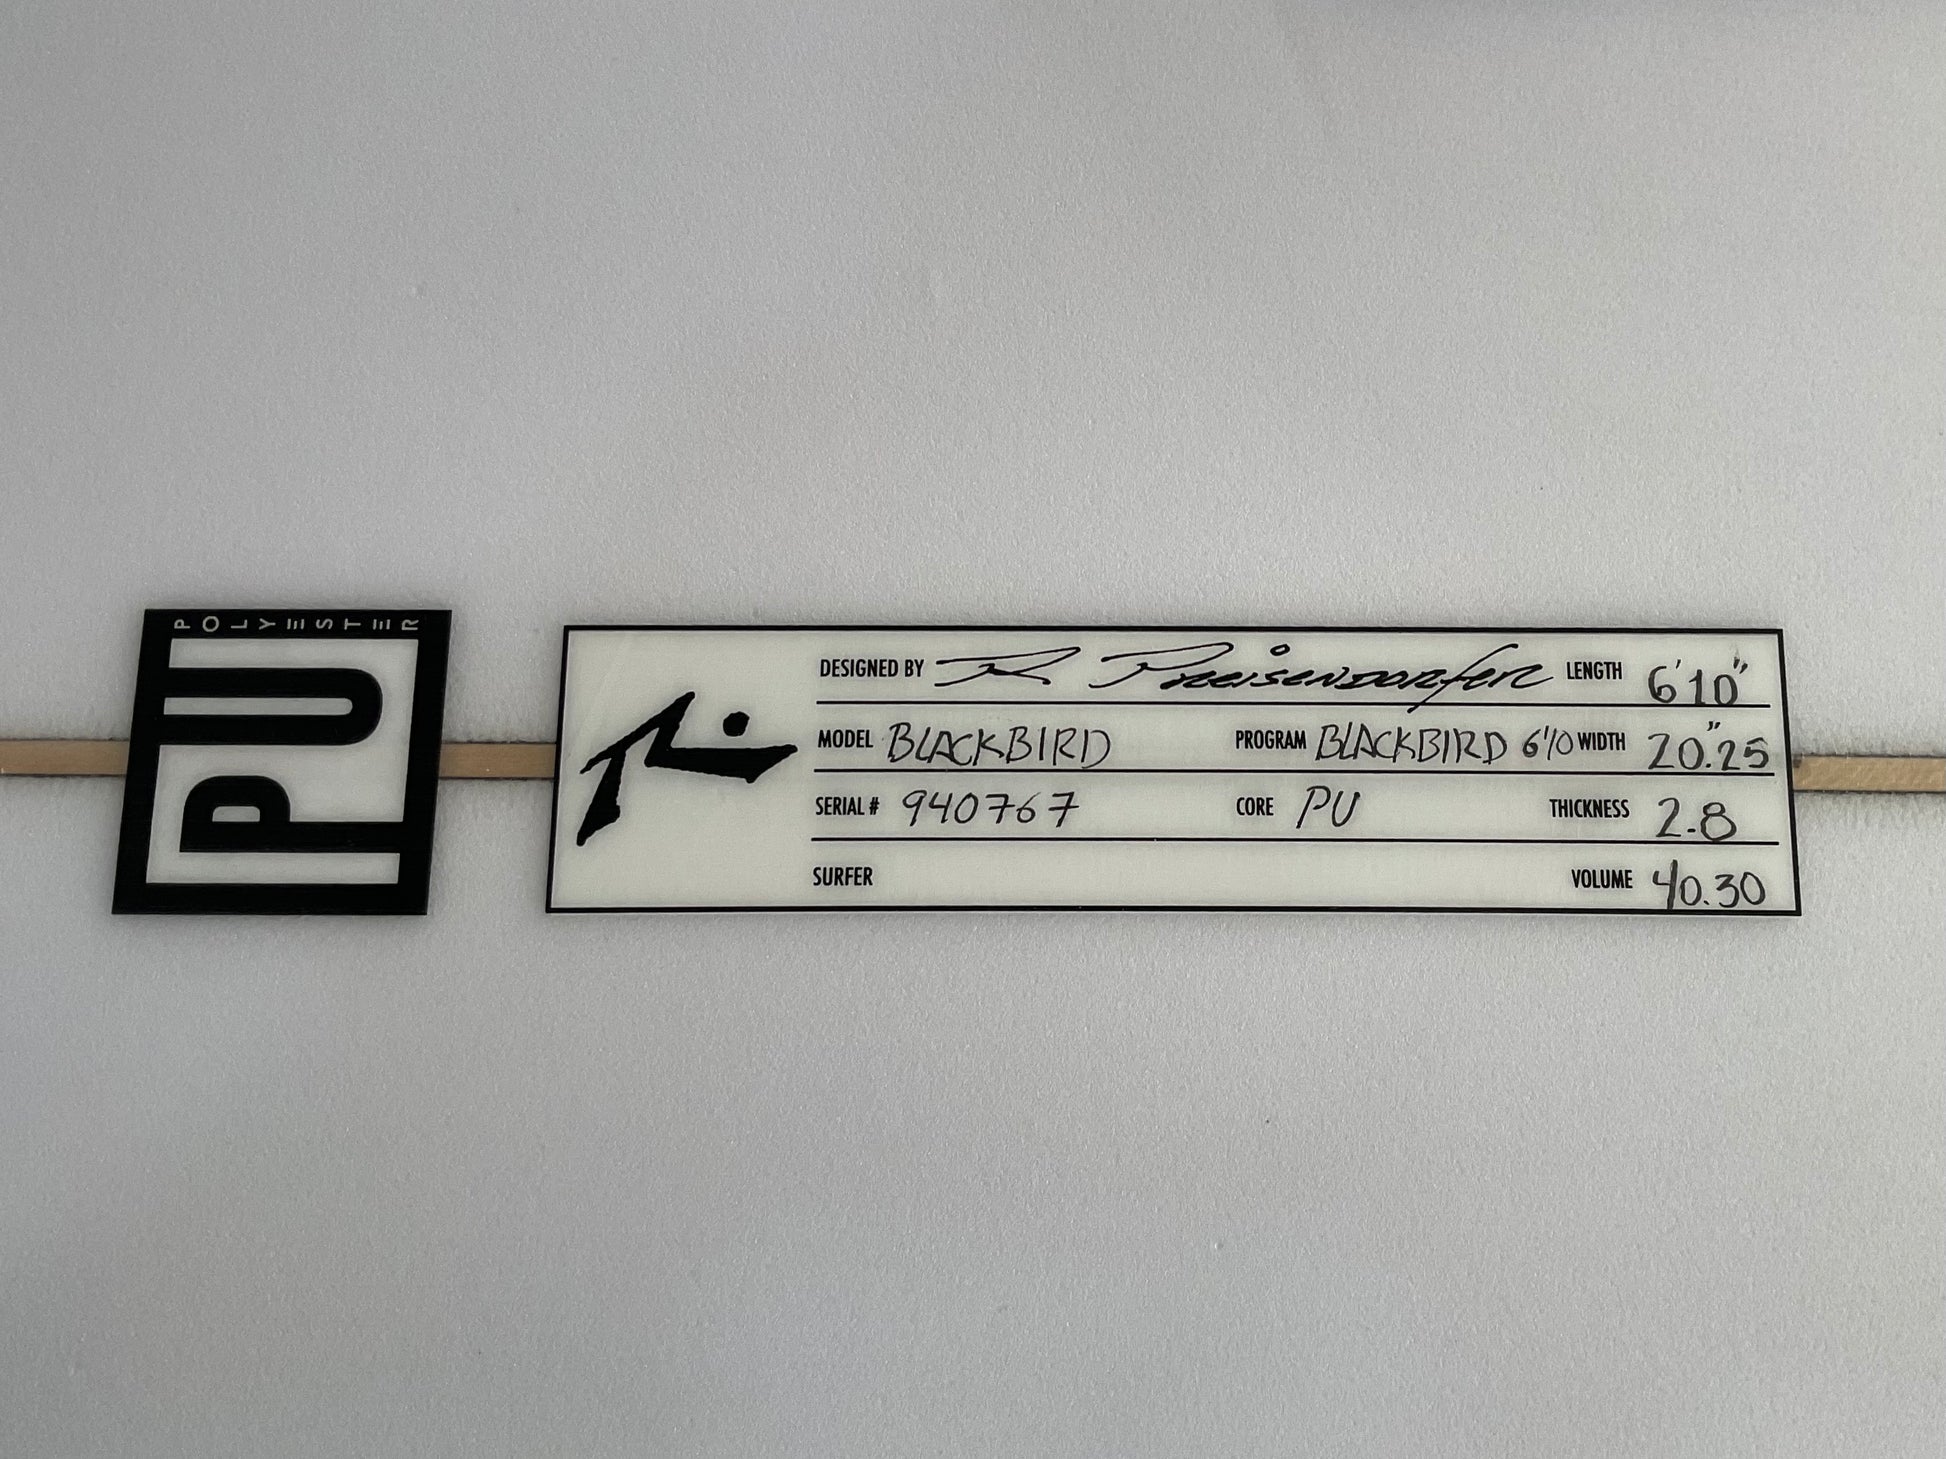 POLYESTER
PU
DESIGNED BY R Preisendorfer LENGTH 6'10"
MODEL BLACKBIRD PROGRAM BLACKBIRD 6'10 WIDTH 20.25"
SERIAL # 940767 CORE PU THICKNESS 2.8
SURFER VOLUME 40.30